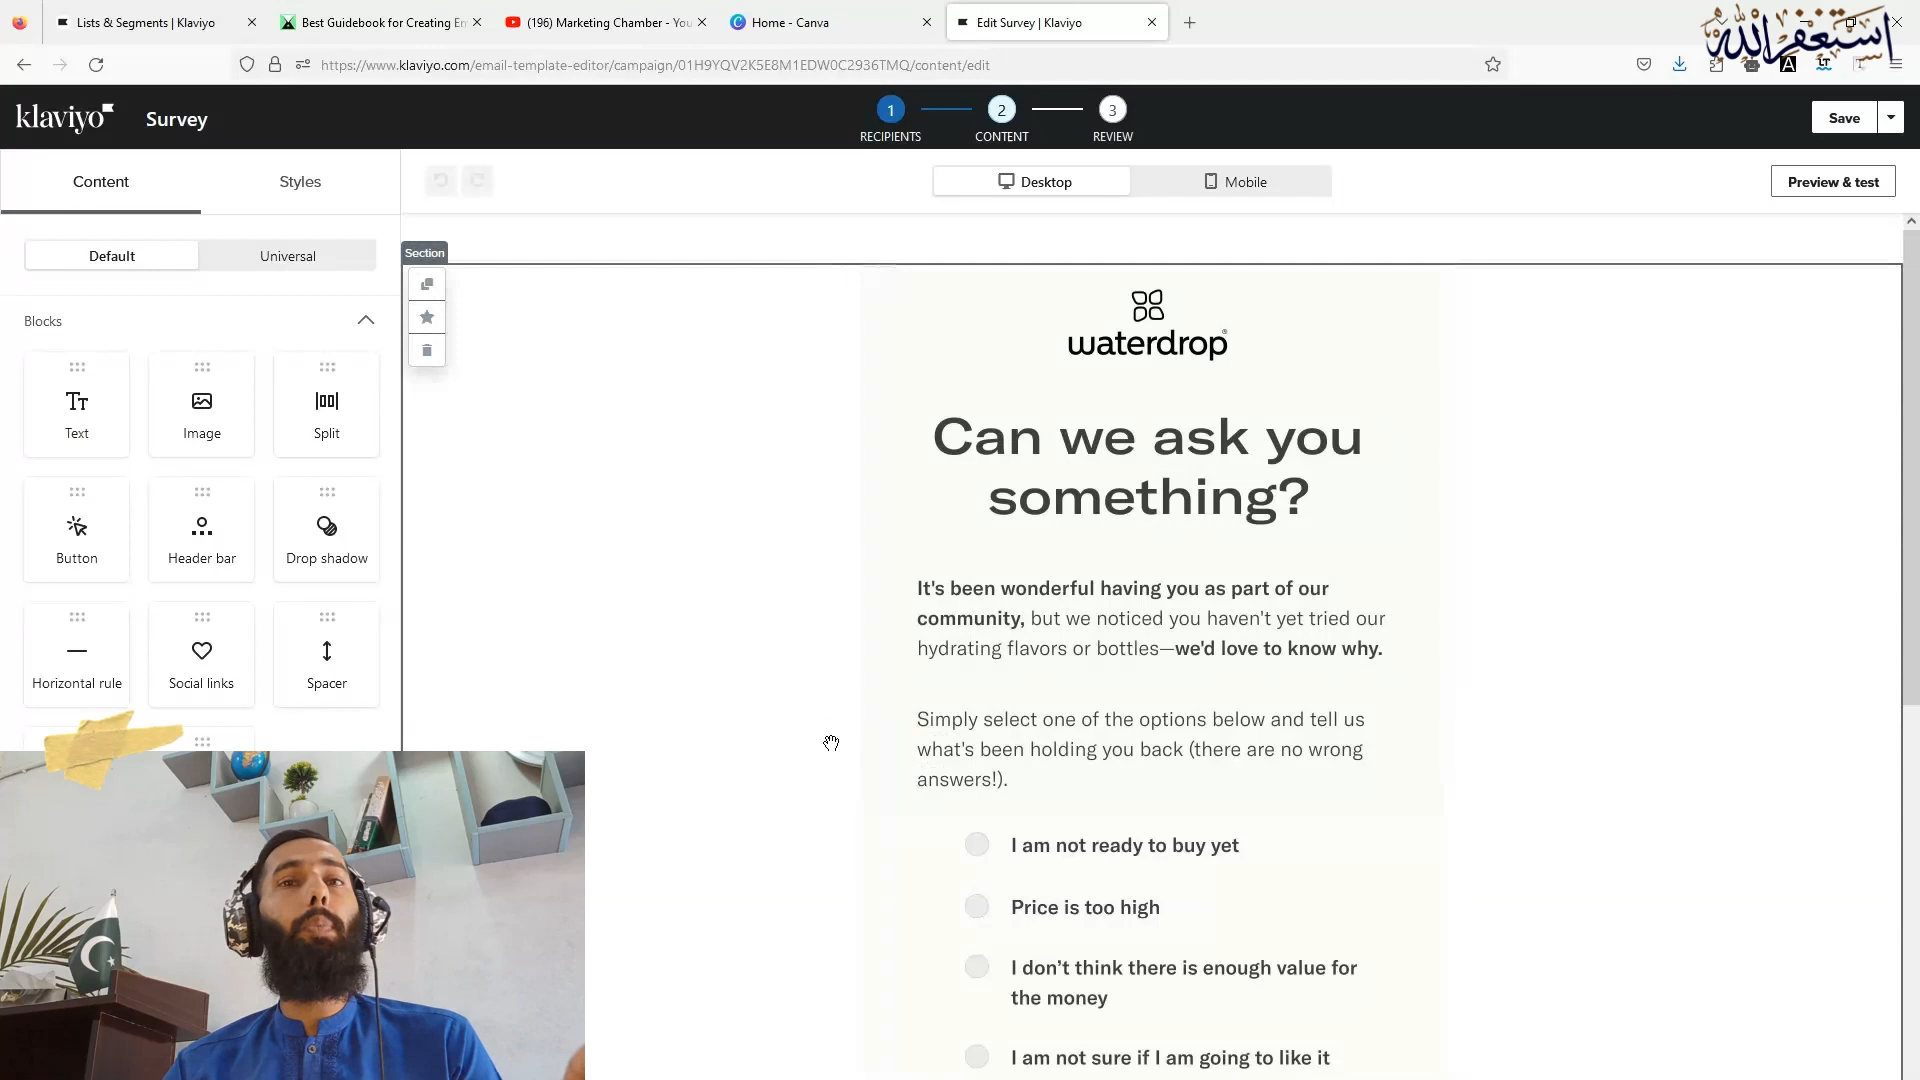 Lists & Segments | Klaviyo
Best Guidebook for Creating Em
(196) Marketing Chamber - You
Home - Canva
Edit Survey | Klaviyo
أستغفر الله
https://www.klaviyo.com/email-template-editor/campaign/01H9YQV2K5E8M1EDW0C2936TMQ/content/edit
klaviyo
Survey
1
2
3
RECIPIENTS
CONTENT
REVIEW
Save
Content
Styles
Desktop
Mobile
Preview & test
Default
Universal
Section
Blocks
Text
Image
Split
Button
Header bar
Drop shadow
Horizontal rule
Social links
Spacer
waterdrop®
Can we ask you
something?
It's been wonderful having you as part of our
community, but we noticed you haven't yet tried our
hydrating flavors or bottles—we'd love to know why.
Simply select one of the options below and tell us
what's been holding you back (there are no wrong
answers!).
I am not ready to buy yet
Price is too high
I don’t think there is enough value for
the money
I am not sure if I am going to like it